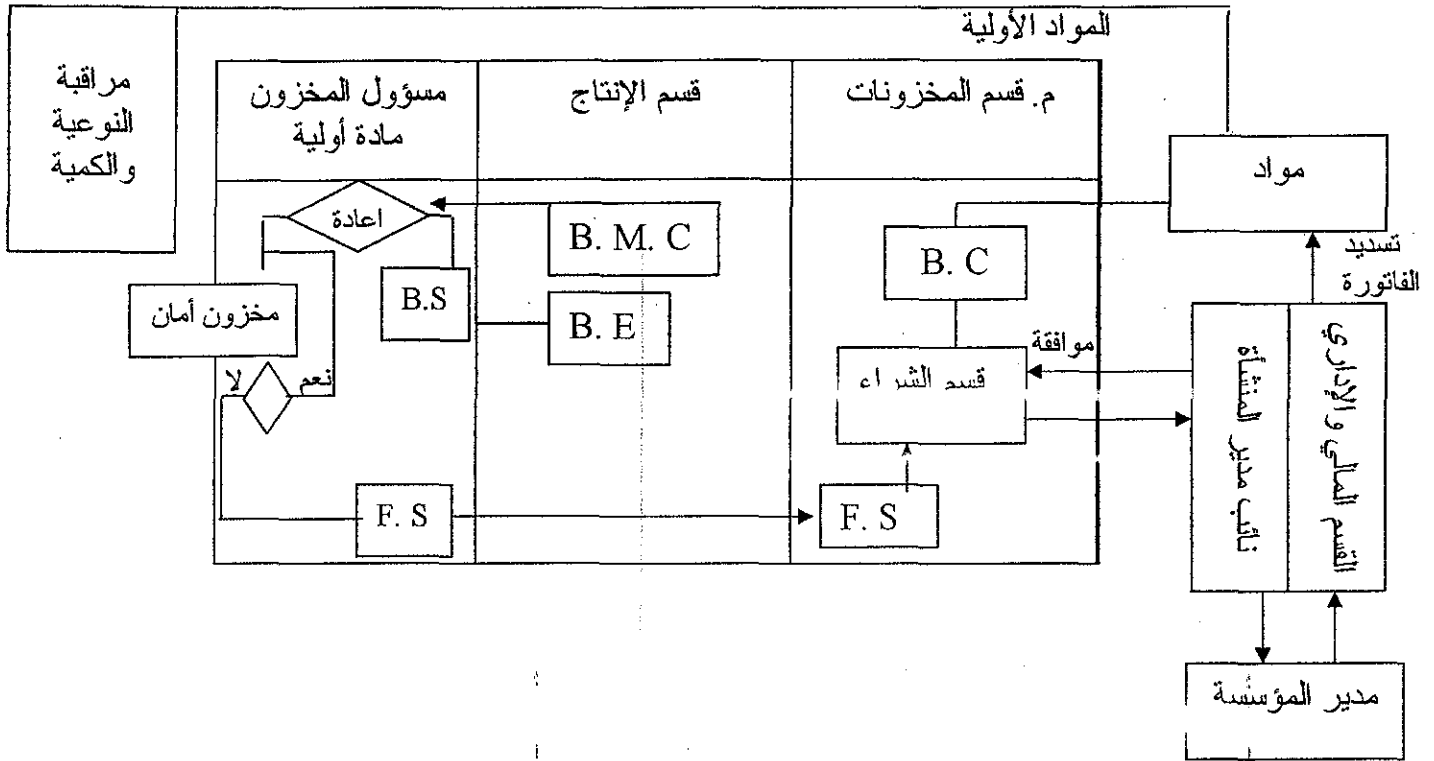 المواد الأولية
م. قسم المخزونات
قسم الإنتاج
مسؤول المخزون
مادة أولية
مراقبة
النوعية
والكمية
مواد
تسديد
الفاتورة
اعادة
B. M. C
B. C
B.S
B. E
مخزون أمان
موافقة
قسم الشراء
نعم
لا
F. S
F. S
القسم المالي والإداري
نائب مدير المنشأة
مدير المؤسسة